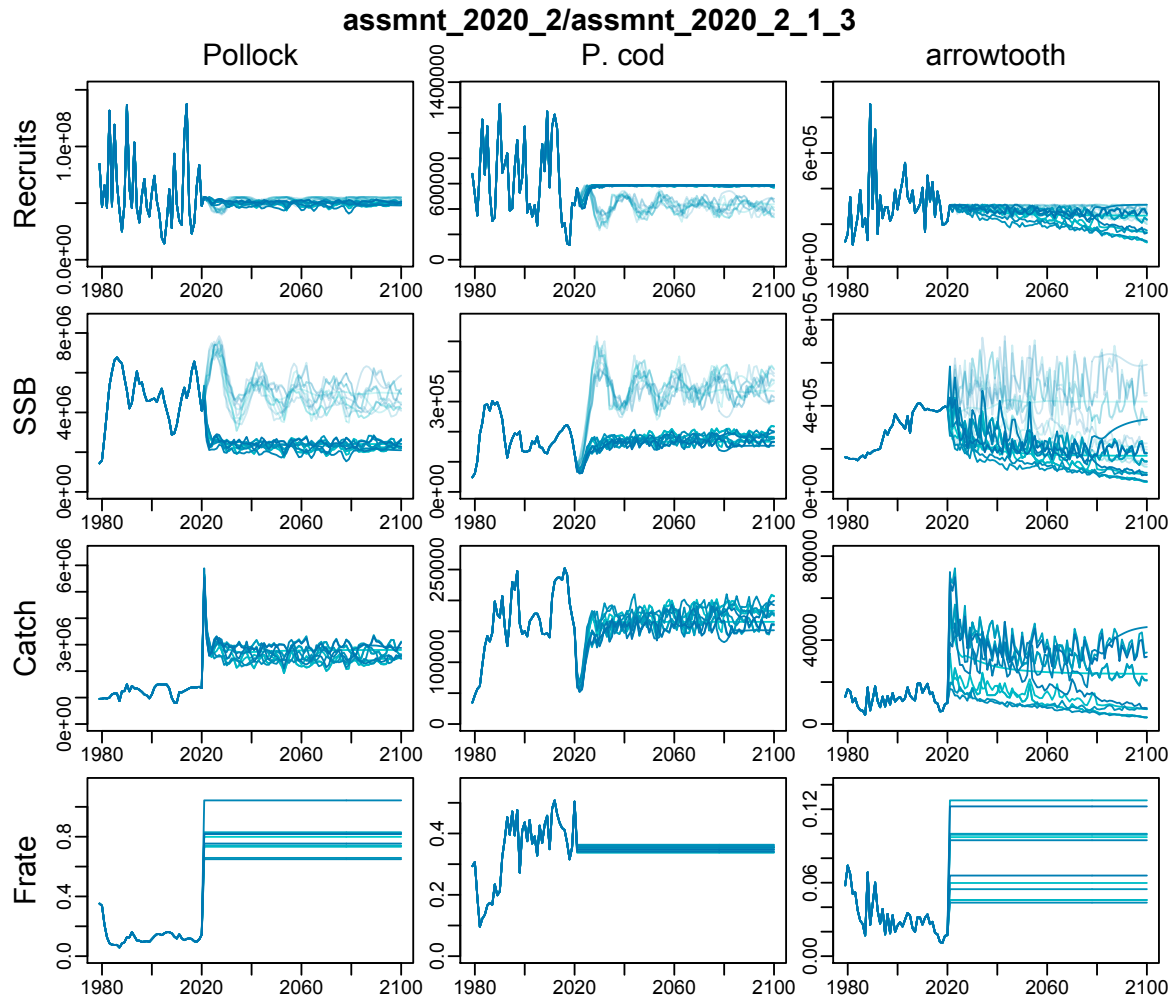 assmnt_2020_2/assmnt_2020_2_1_3
Pollock
P. cod
arrowtooth
Recruits
0.0e+00
1.0e+08
1980 2020 2060 2100
0
600000
1400000
1980 2020 2060 2100
0e+00
6e+05
1980 2020 2060 2100
SSB
0e+00
4e+06
8e+06
1980 2020 2060 2100
0e+00
3e+05
1980 2020 2060 2100
0e+00
4e+05
8e+05
1980 2020 2060 2100
Catch
0e+00
3e+06
6e+06
1980 2020 2060 2100
0
100000
250000
1980 2020 2060 2100
0
40000
80000
1980 2020 2060 2100
Frate
0.0
0.4
0.8
1980 2020 2060 2100
0.0
0.2
0.4
1980 2020 2060 2100
0.00
0.06
0.12
1980 2020 2060 2100